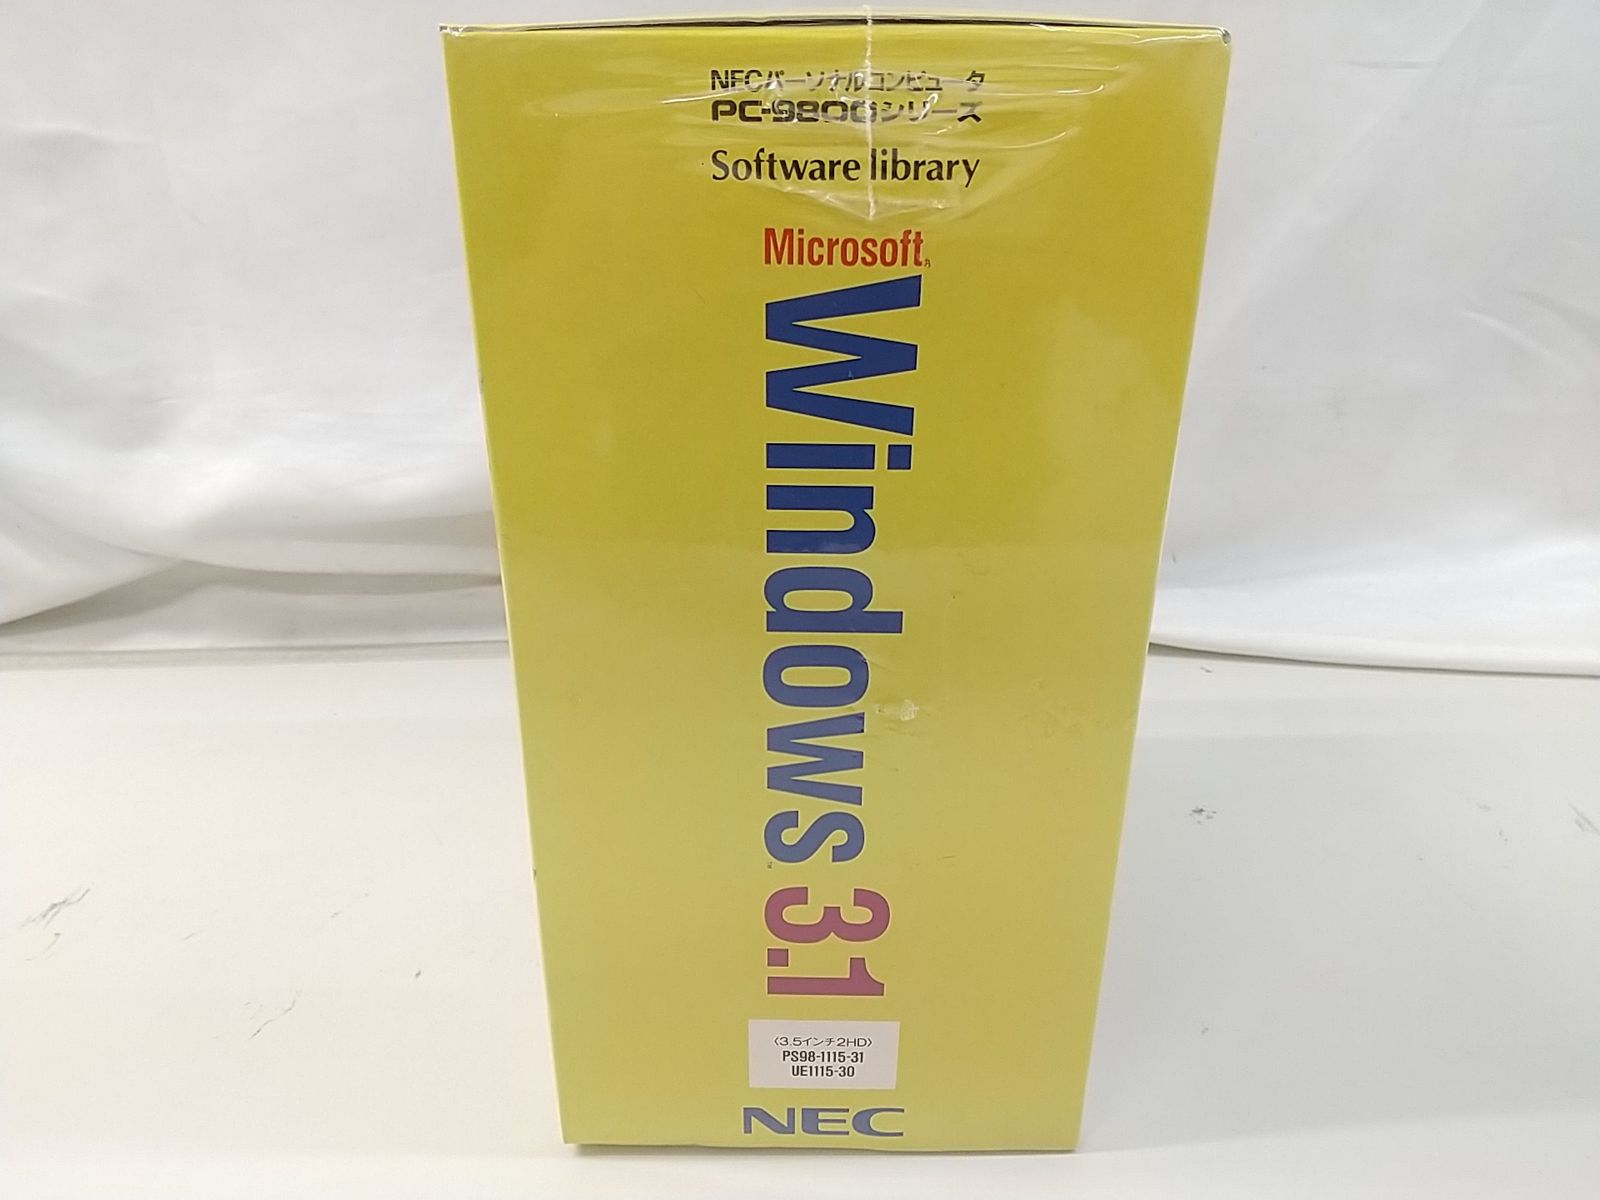 NECパーソナルコンピュータ
PC-9800シリーズ
Software library
Microsoft®
Windows™ 3.1
〈3.5インチ2HD〉
PS98-1115-31
UE1115-30
NEC